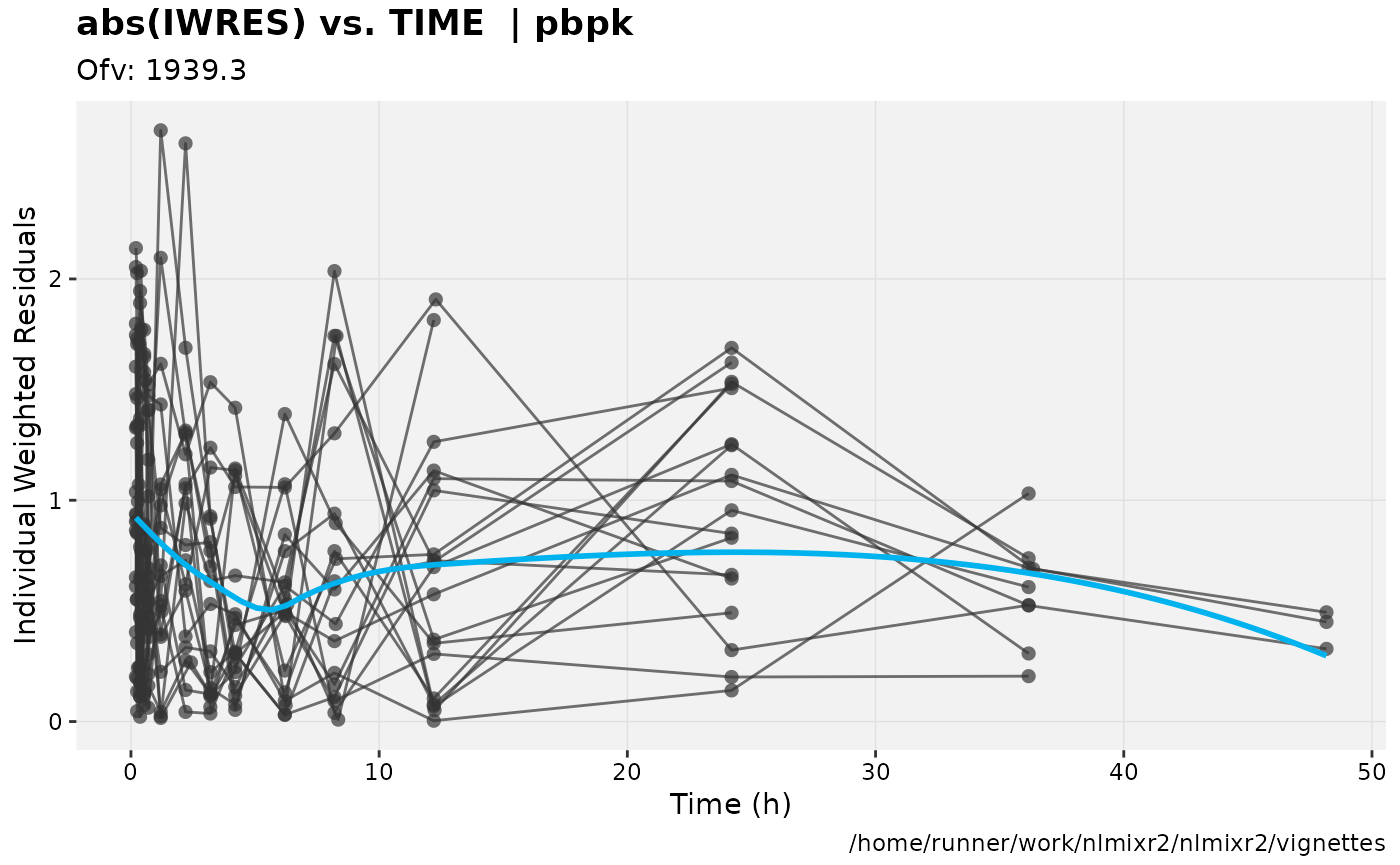 abs(IWRES) vs. TIME  | pbpk
Ofv: 1939.3
Individual Weighted Residuals
2
1
0
0
10
20
30
40
50
Time (h)
/home/runner/work/nlmixr2/nlmixr2/vignettes